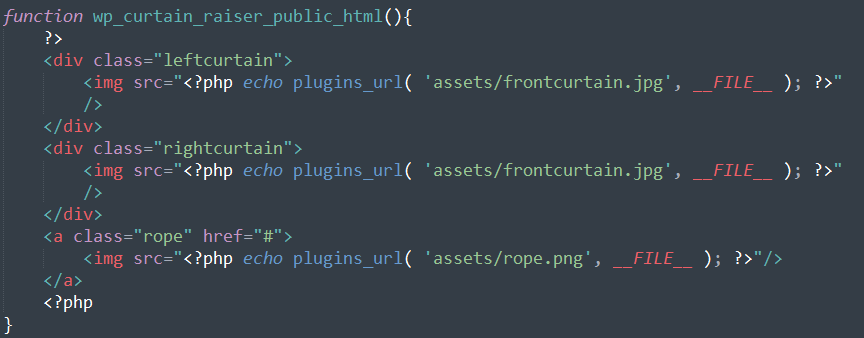 function wp_curtain_raiser_public_html(){
    ?>
    <div class="leftcurtain">
        <img src="<?php echo plugins_url( 'assets/frontcurtain.jpg', __FILE__ ); ?>"
        />
    </div>
    <div class="rightcurtain">
        <img src="<?php echo plugins_url( 'assets/frontcurtain.jpg', __FILE__ ); ?>"
        />
    </div>
    <a class="rope" href="#">
        <img src="<?php echo plugins_url( 'assets/rope.png', __FILE__ ); ?>"/>
    </a>
    <?php
}